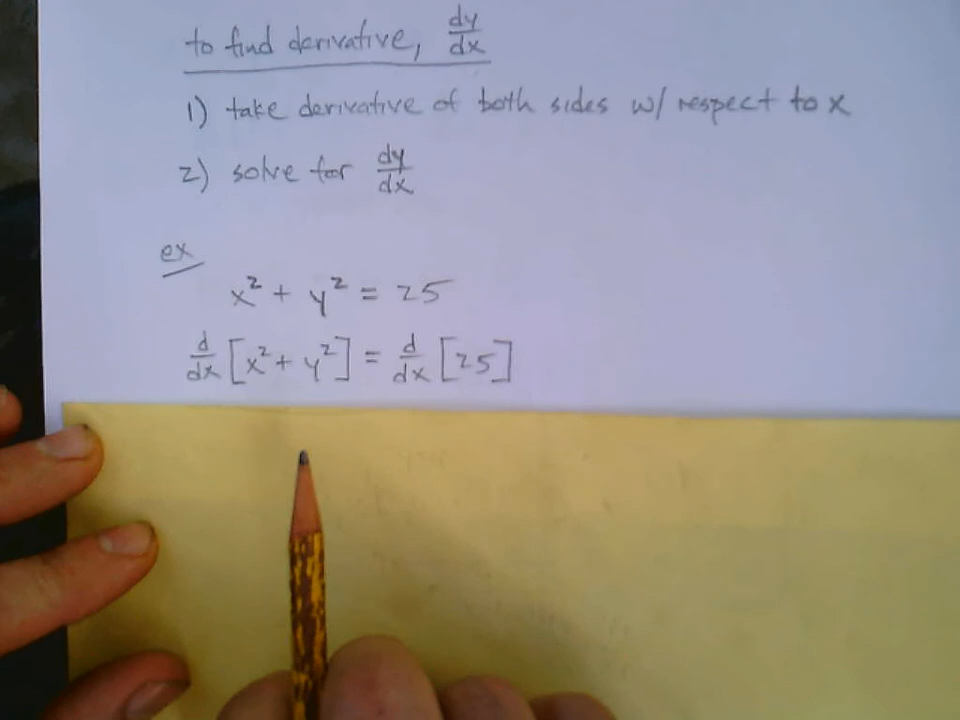 to find derivative, dy/dx
1) take derivative of both sides w/ respect to x
2) solve for dy/dx
ex
x² + y² = 25
d/dx [x² + y²] = d/dx [25]